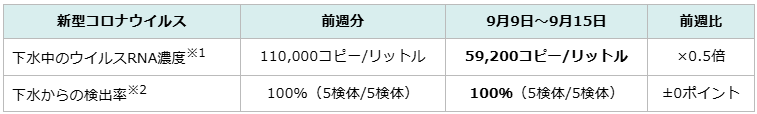 新型コロナウイルス 前週分 9月9日～9月15日 前週比
下水中のウイルスRNA濃度※1 110,000コピー/リットル 59,200コピー/リットル ×0.5倍
下水からの検出率※2 100%（5検体/5検体） 100%（5検体/5検体） ±0ポイント